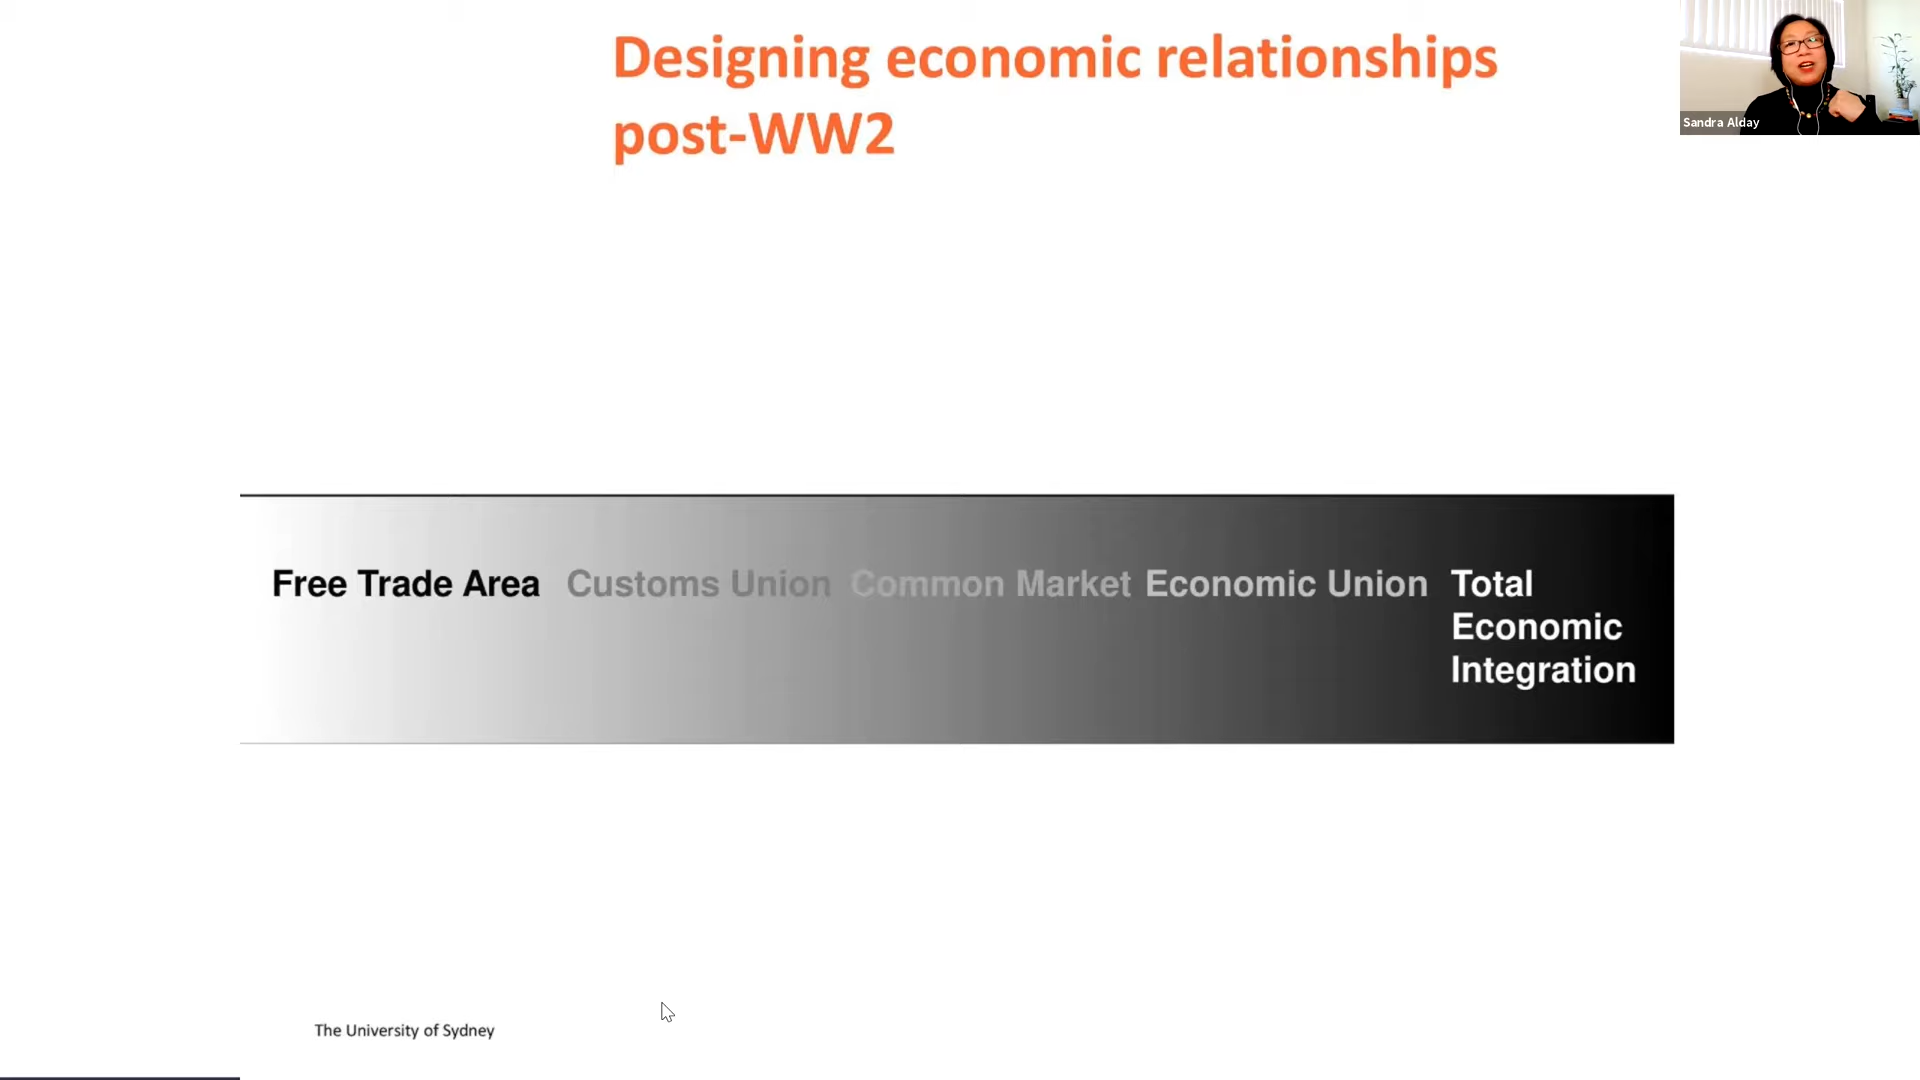 Designing economic relationships
post-WW2
Sandra Alday
Free Trade Area
Customs Union
Common Market
Economic Union
Total
Economic
Integration
The University of Sydney